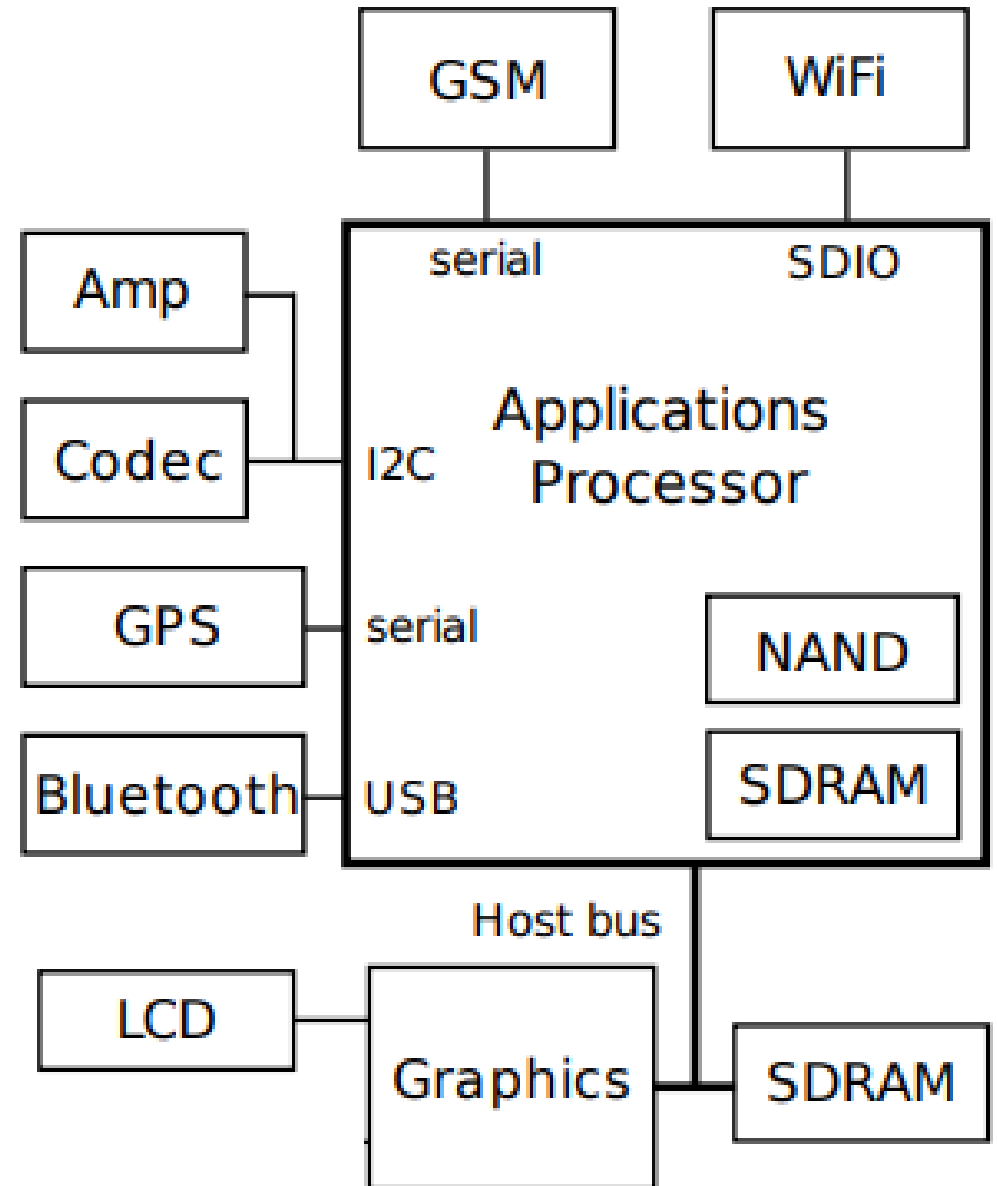 GSM
WiFi
serial
SDIO
Amp
Applications
Processor
Codec
I2C
GPS
serial
NAND
Bluetooth
USB
SDRAM
Host bus
LCD
Graphics
SDRAM